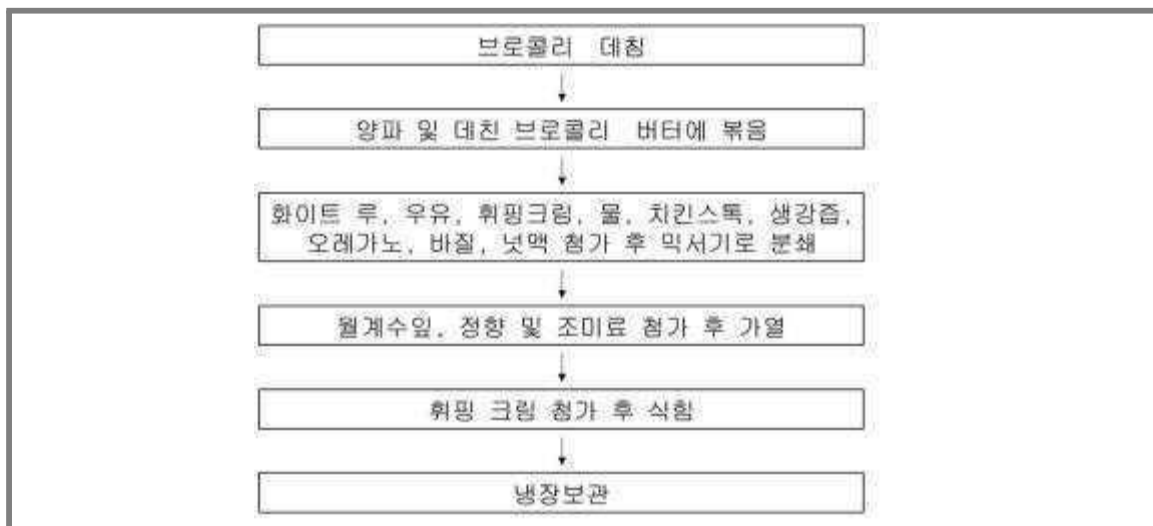 브로콜리 데침
양파 및 데친 브로콜리 버터에 볶음
화이트 루, 우유, 휘핑크림, 물, 치킨스톡, 생강즙,
오레가노, 바질, 넛맥 첨가 후 믹서기로 분쇄
월계수잎, 정향 및 조미료 첨가 후 가열
휘핑 크림 첨가 후 식힘
냉장보관